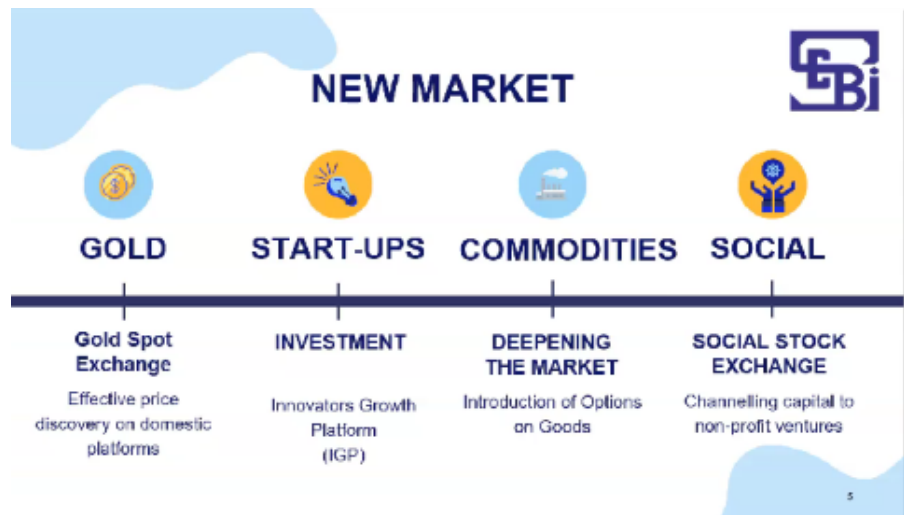 NEW MARKET
SEBi
GOLD
START-UPS
COMMODITIES
SOCIAL
Gold Spot
Exchange
Effective price
discovery on domestic
platforms
INVESTMENT
Innovators Growth
Platform
(IGP)
DEEPENING
THE MARKET
Introduction of Options
on Goods
SOCIAL STOCK
EXCHANGE
Channelling capital to
non-profit ventures
5